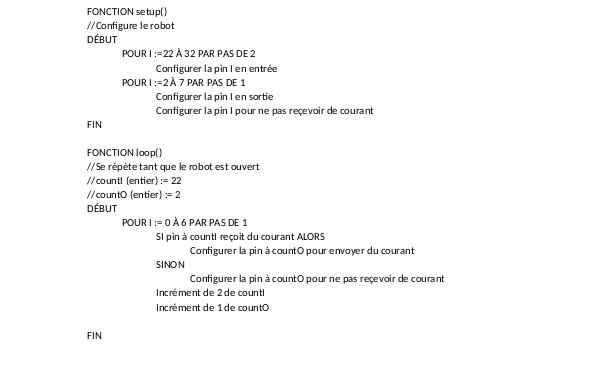 FONCTION setup()
//Configure le robot
DÉBUT
POUR I :=22 À 32 PAR PAS DE 2
Configurer la pin I en entrée
POUR I :=2 À 7 PAR PAS DE 1
Configurer la pin I en sortie
Configurer la pin I pour ne pas reçevoir de courant
FIN
FONCTION loop()
//Se répète tant que le robot est ouvert
//countI (entier) := 22
//countO (entier) := 2
DÉBUT
POUR I := 0 À 6 PAR PAS DE 1
SI pin à countI reçoit du courant ALORS
Configurer la pin à countO pour envoyer du courant
SINON
Configurer la pin à countO pour ne pas reçevoir de courant
Incrément de 2 de countI
Incrément de 1 de countO
FIN